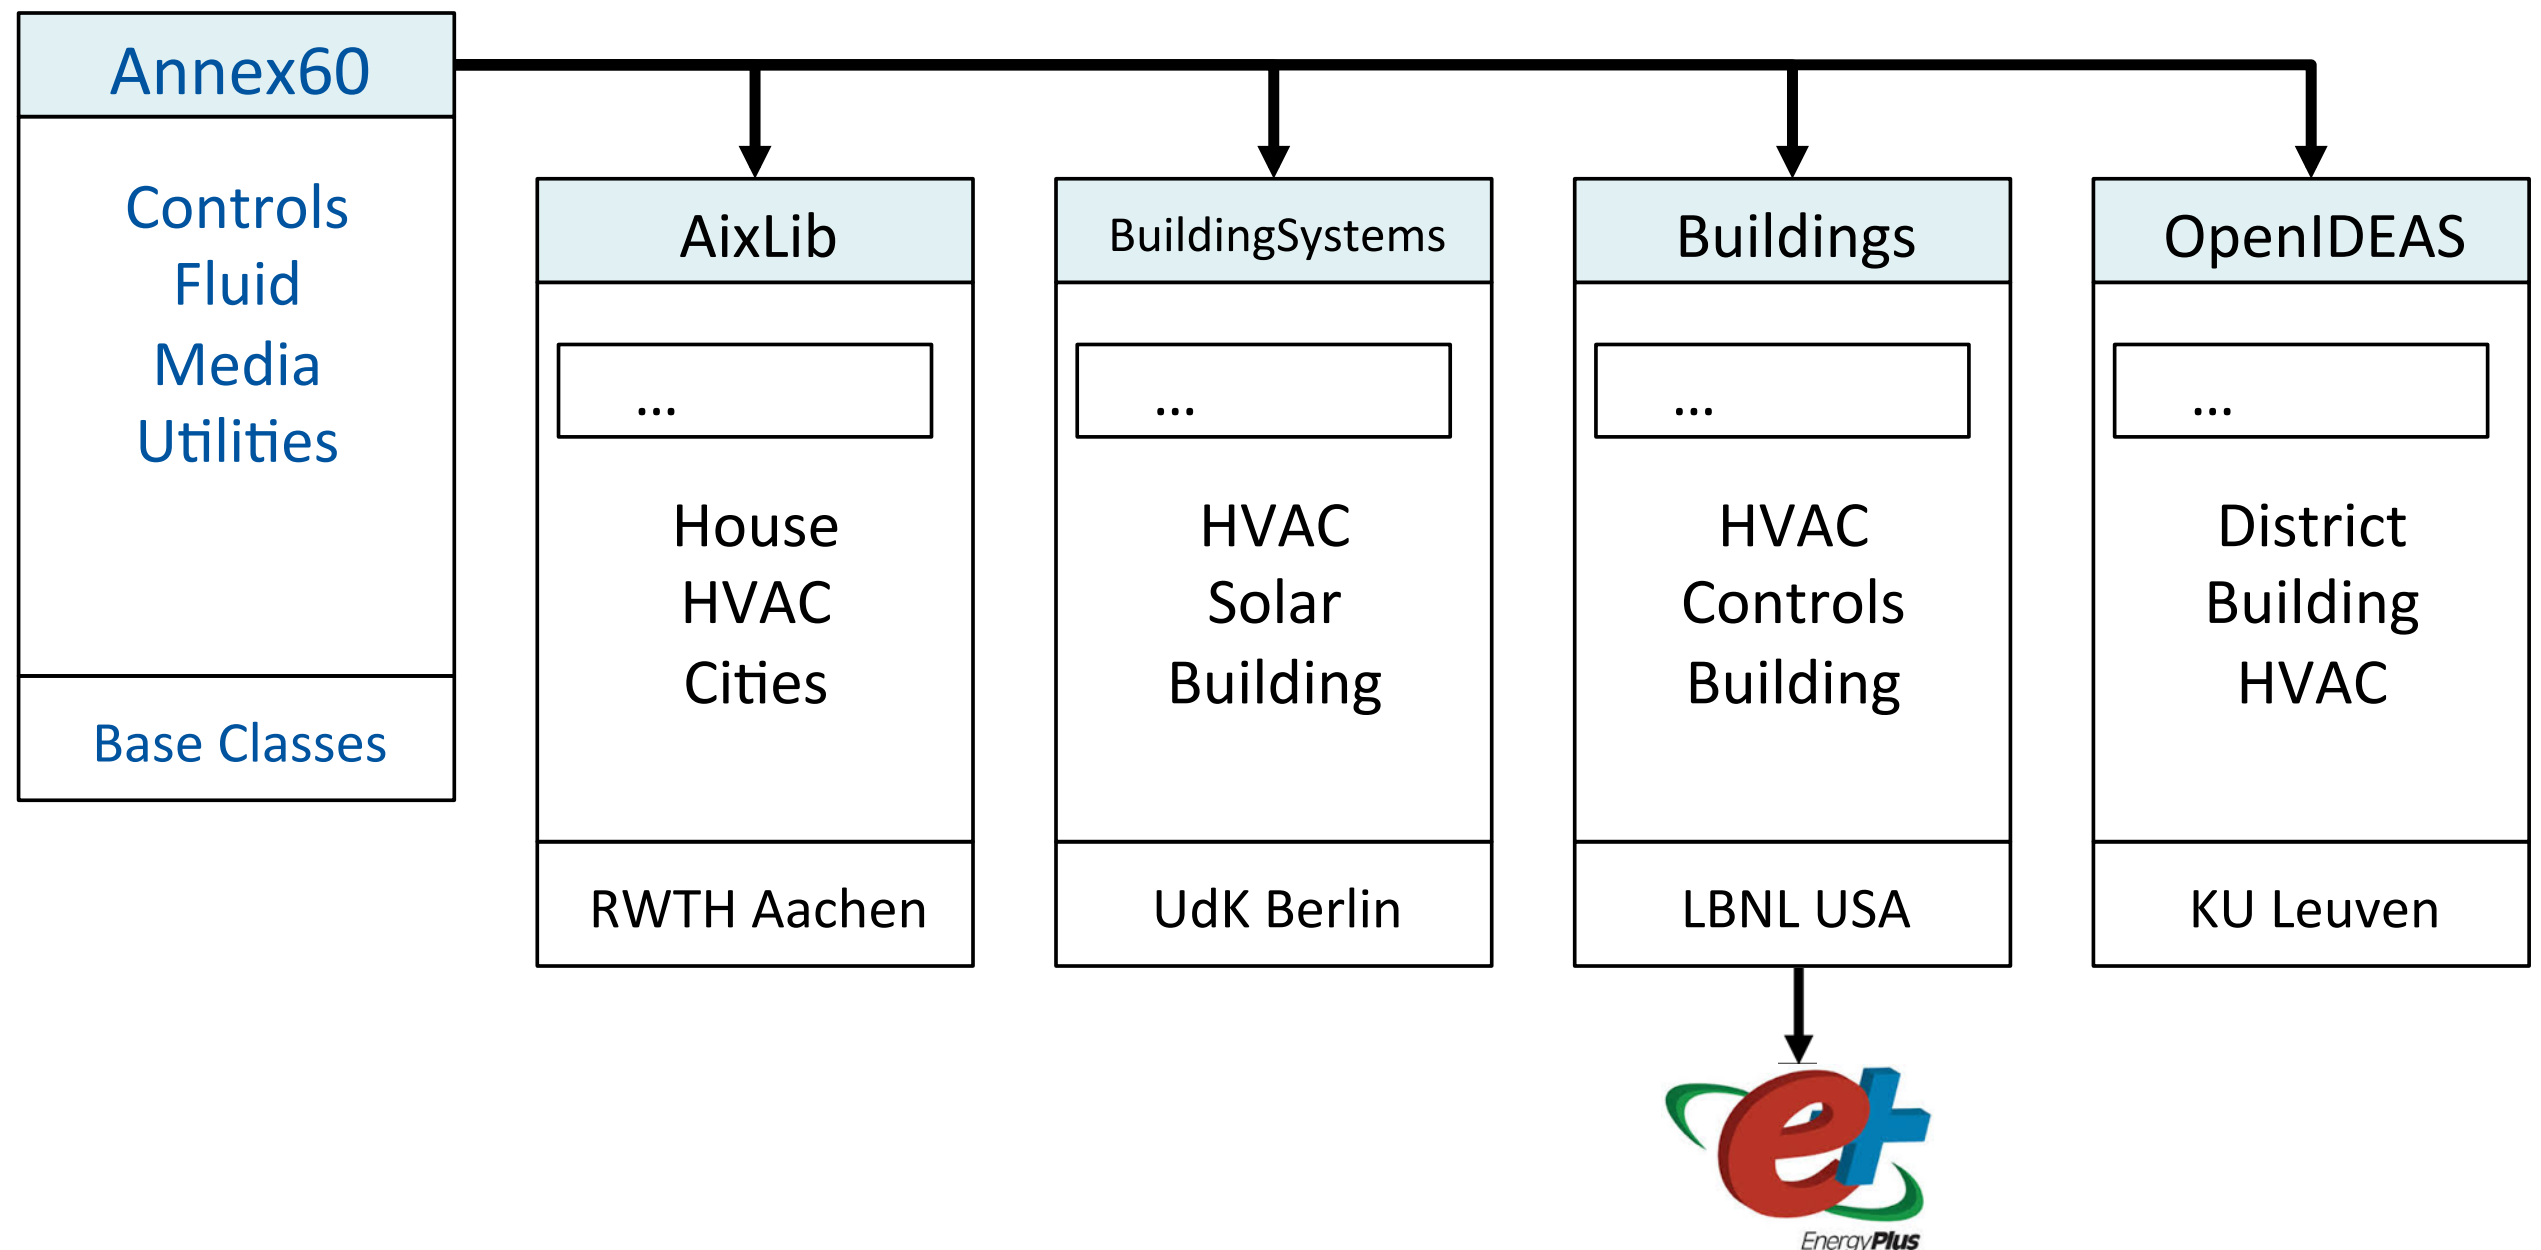 Annex60
Controls
Fluid
Media
Utilities
Base Classes
AixLib
...
House
HVAC
Cities
RWTH Aachen
BuildingSystems
...
HVAC
Solar
Building
UdK Berlin
Buildings
...
HVAC
Controls
Building
LBNL USA
e+
EnergyPlus
OpenIDEAS
...
District
Building
HVAC
KU Leuven